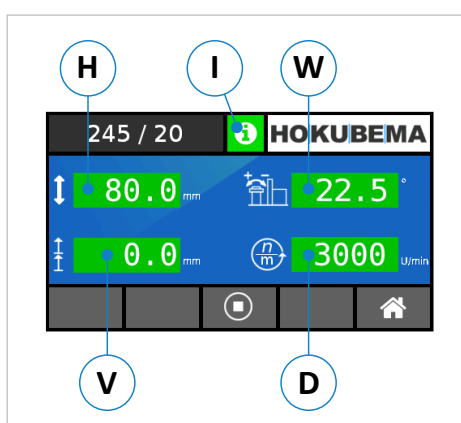 H I W
245 / 20 i HOKUBEMA
80.0 mm 22.5 °
0.0 mm n/m 3000 U/min
V D